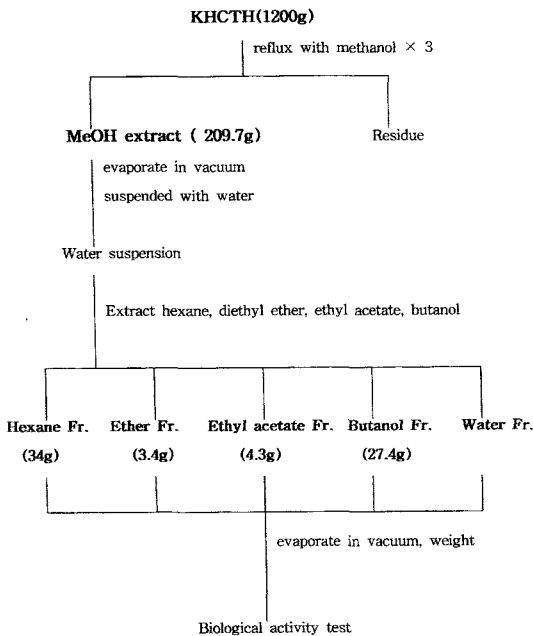 KHCTH(1200g)
reflux with methanol × 3
MeOH extract ( 209.7g)
Residue
evaporate in vacuum
suspended with water
Water suspension
Extract hexane, diethyl ether, ethyl acetate, butanol
Hexane Fr. Ether Fr. Ethyl acetate Fr. Butanol Fr. Water Fr.
(34g) (3.4g) (4.3g) (27.4g)
evaporate in vacuum, weight
Biological activity test